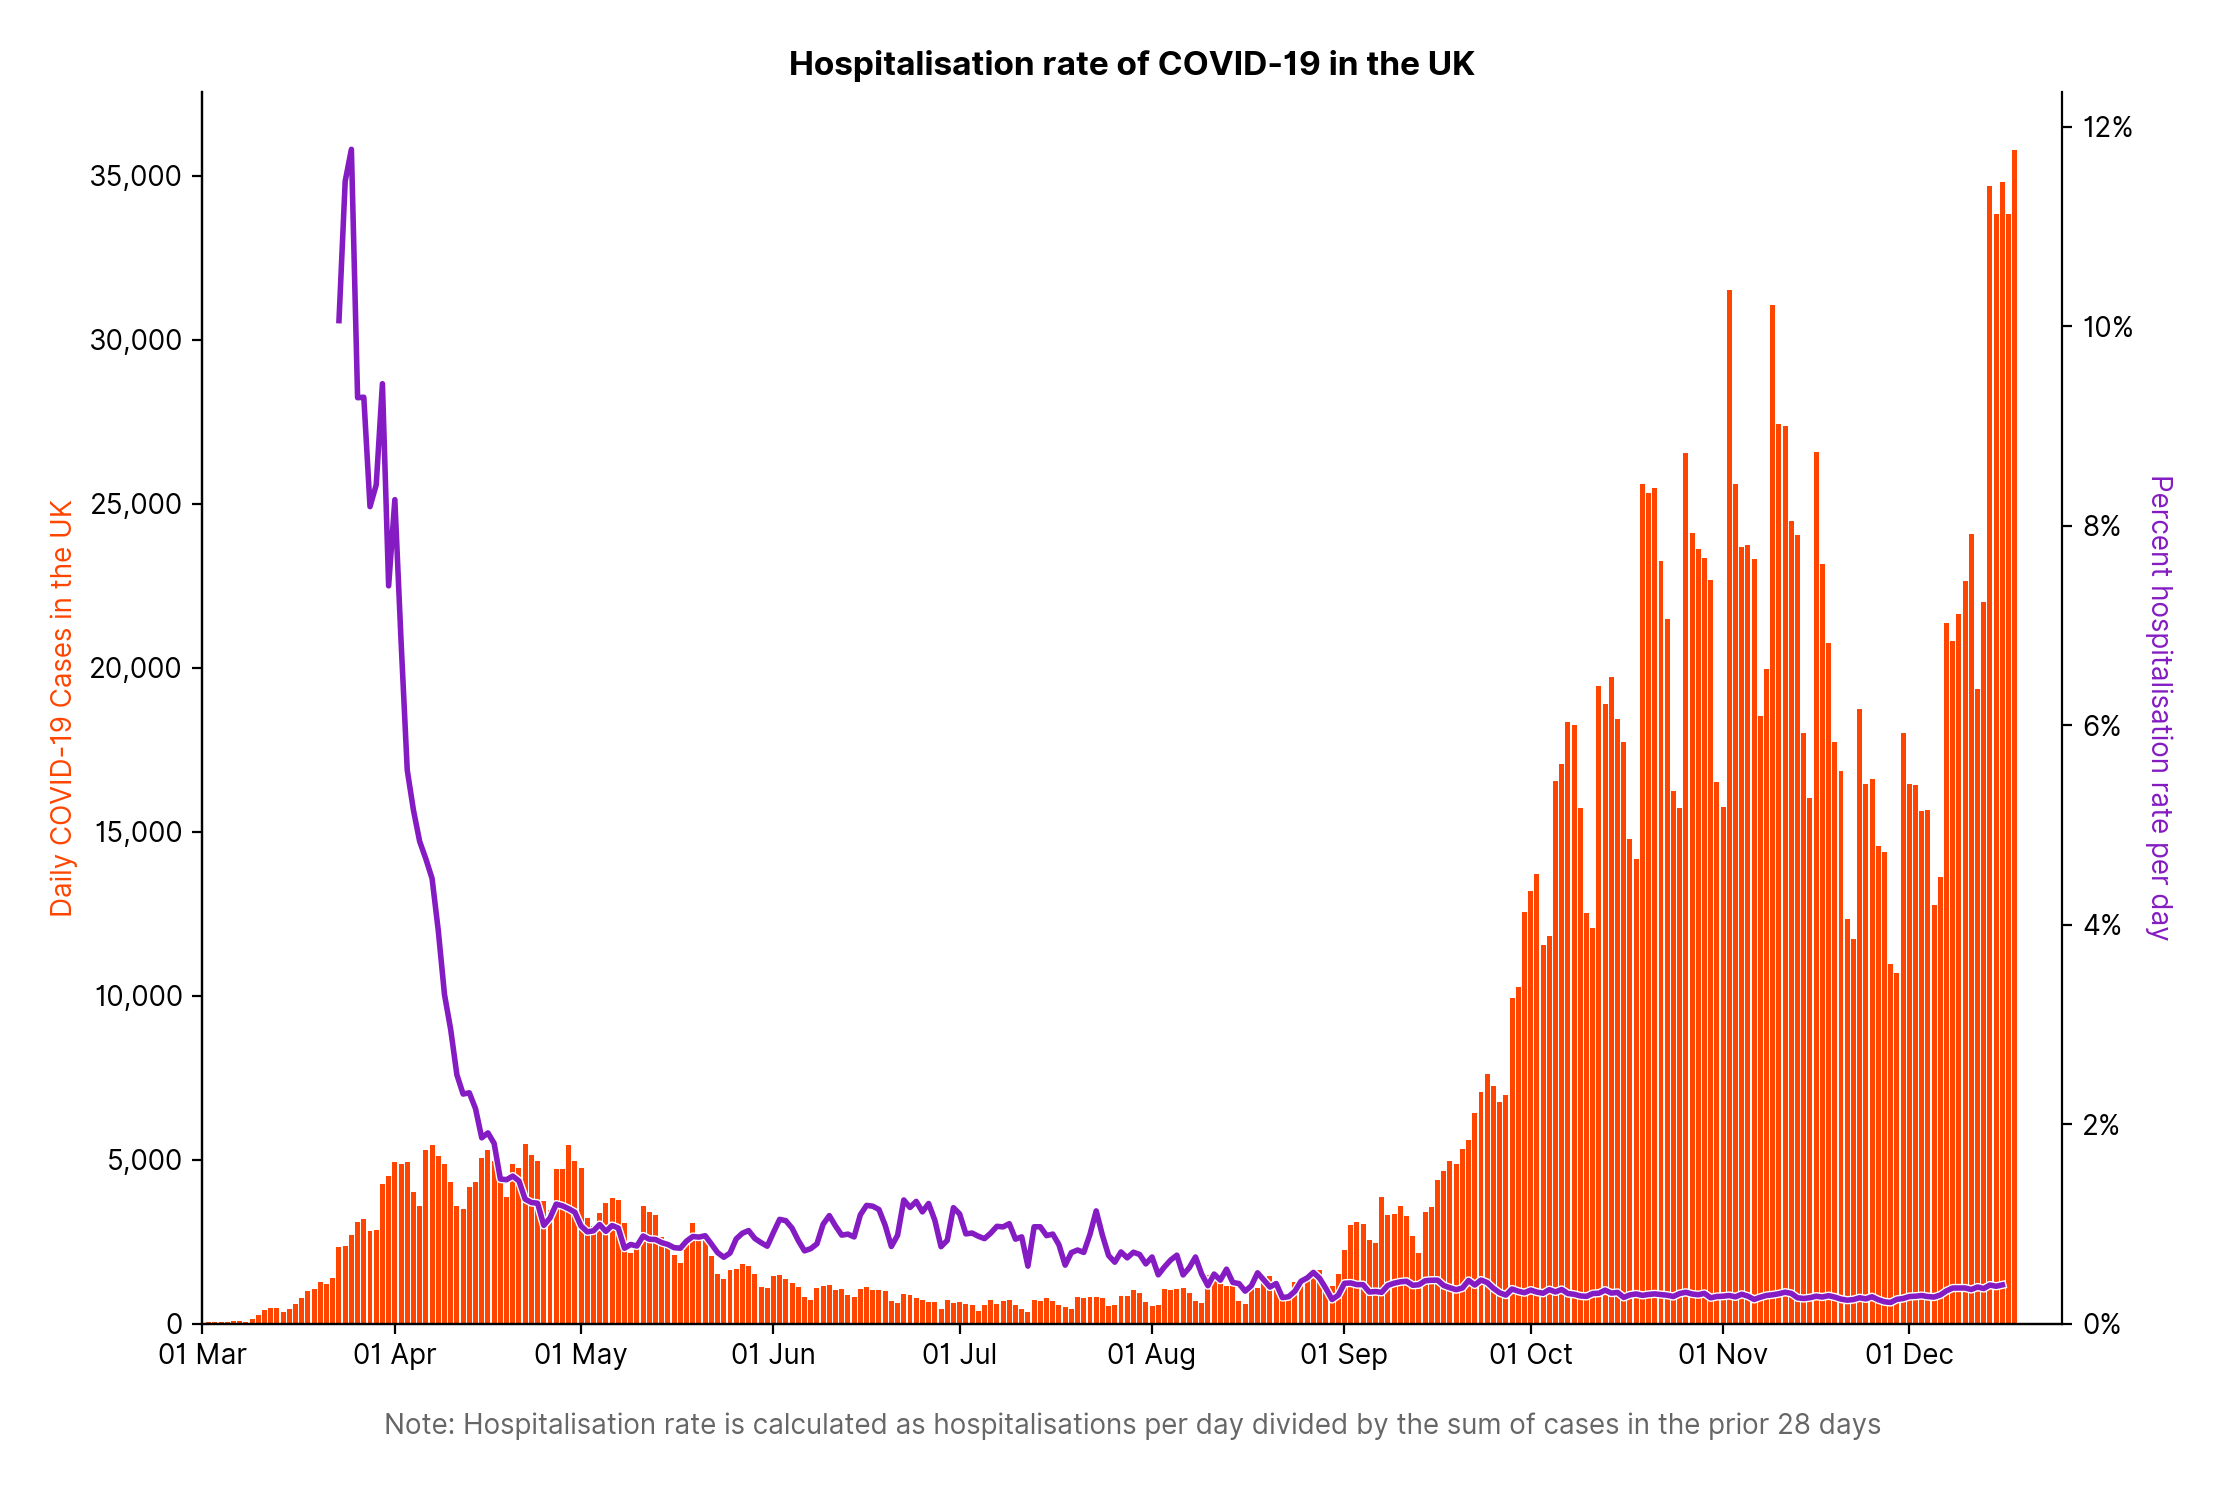 Hospitalisation rate of COVID-19 in the UK
Daily COVID-19 Cases in the UK
35,000
30,000
25,000
20,000
15,000
10,000
5,000
0
12%
10%
8%
6%
4%
2%
0%
Percent hospitalisation rate per day
01 Mar
01 Apr
01 May
01 Jun
01 Jul
01 Aug
01 Sep
01 Oct
01 Nov
01 Dec
Note: Hospitalisation rate is calculated as hospitalisations per day divided by the sum of cases in the prior 28 days